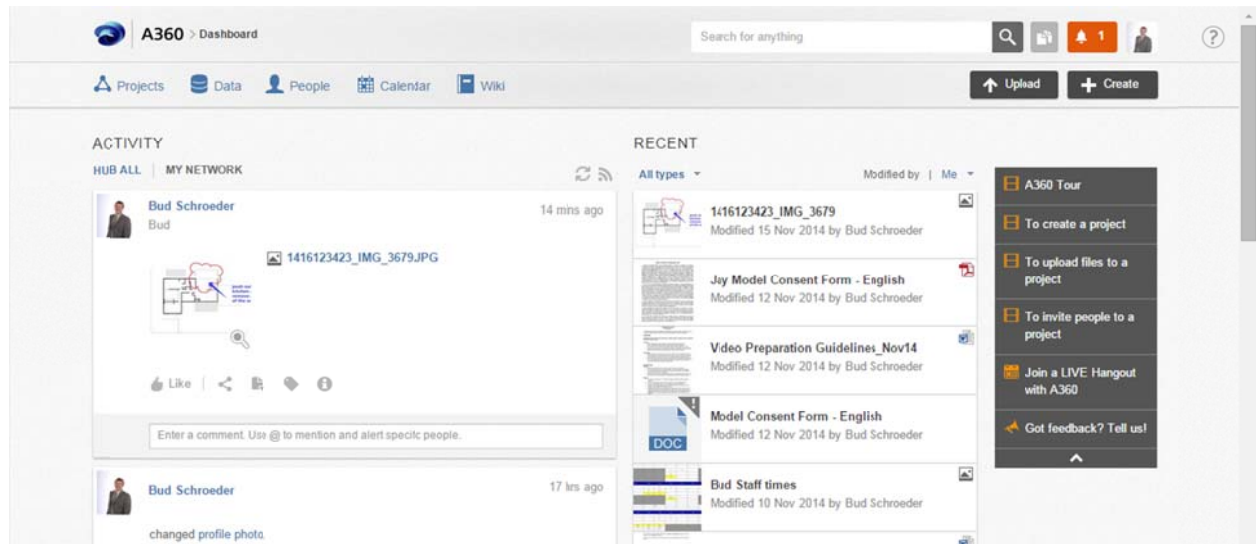 A360 > Dashboard
Search for anything
1
?
Projects
Data
People
Calendar
Wiki
Upload
Create
ACTIVITY
HUB ALL | MY NETWORK
Bud Schroeder
14 mins ago
Bud
1416123423_IMG_3679.JPG
Like
Enter a comment. Use @ to mention and alert specific people.
Bud Schroeder
17 hrs ago
changed profile photo.
RECENT
All types
Modified by | Me
1416123423_IMG_3679
Modified 15 Nov 2014 by Bud Schroeder
Jay Model Consent Form - English
Modified 12 Nov 2014 by Bud Schroeder
Video Preparation Guidelines_Nov14
Modified 12 Nov 2014 by Bud Schroeder
DOC
Model Consent Form - English
Modified 12 Nov 2014 by Bud Schroeder
Bud Staff times
Modified 10 Nov 2014 by Bud Schroeder
A360 Tour
To create a project
To upload files to a
project
To invite people to a
project
Join a LIVE Hangout
with A360
Got feedback? Tell us!